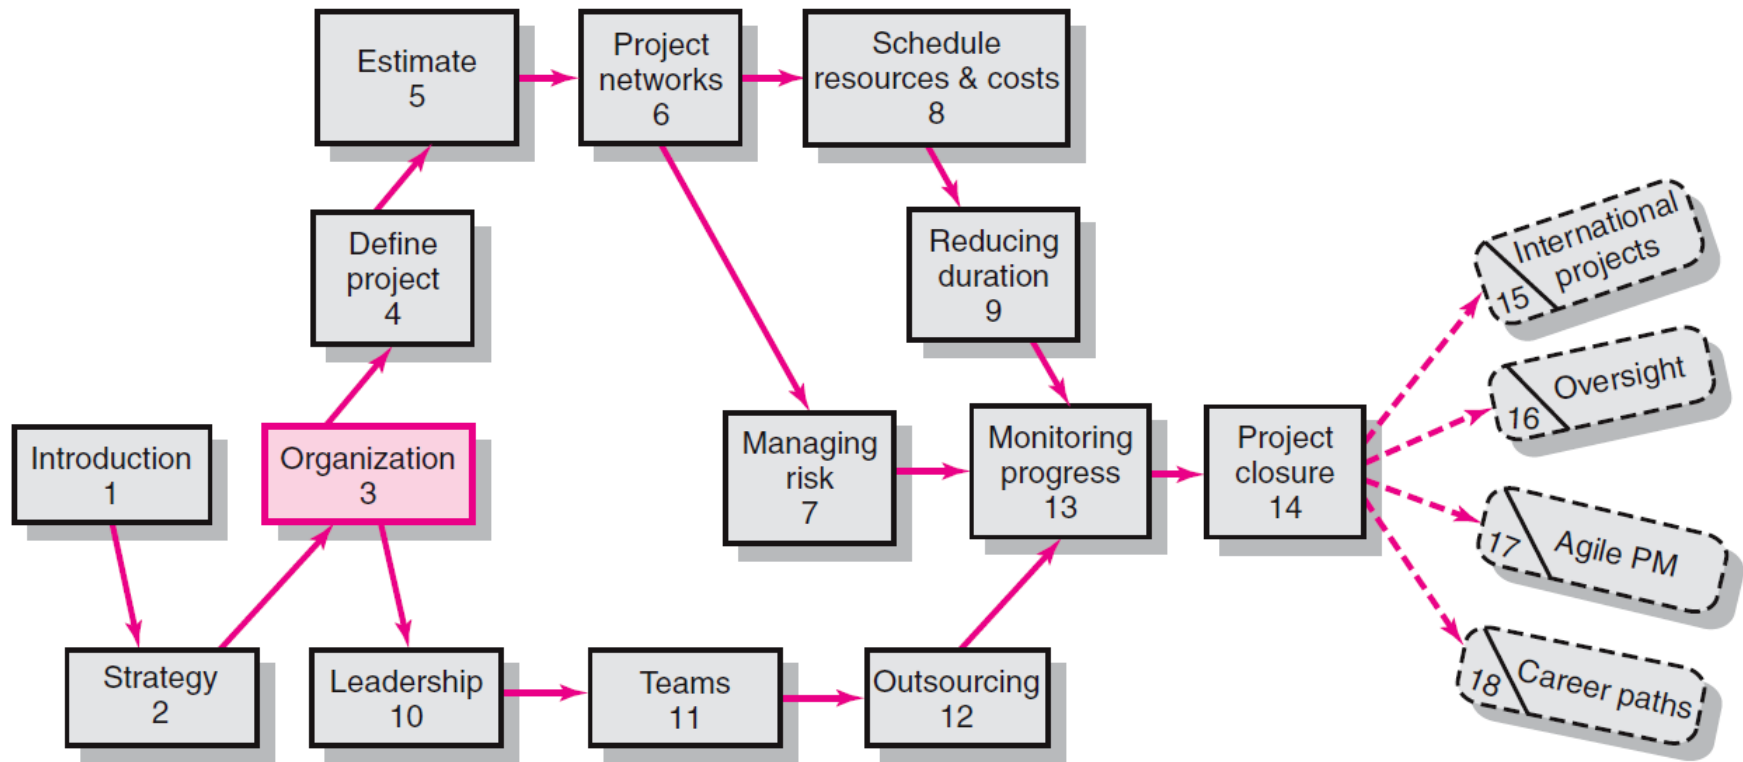 Estimate
5
Project
networks
6
Schedule
resources & costs
8
Define
project
4
Reducing
duration
9
International
projects
15
Oversight
16
Introduction
1
Organization
3
Managing
risk
7
Monitoring
progress
13
Project
closure
14
Agile PM
17
Strategy
2
Leadership
10
Teams
11
Outsourcing
12
Career paths
18